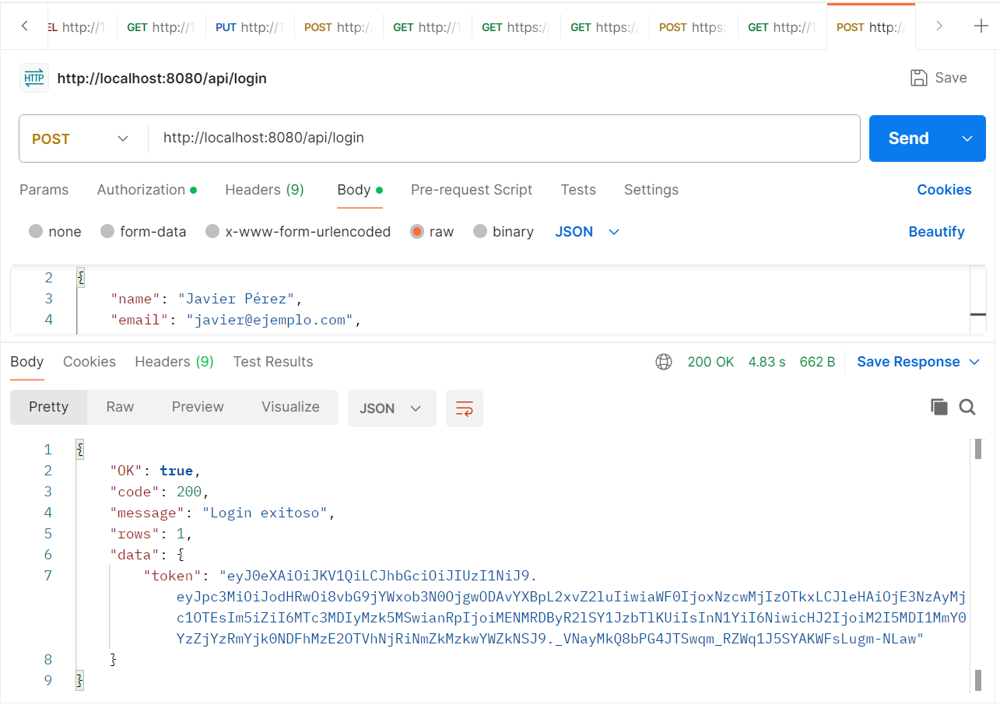 EL http://1 GET http://1 PUT http://1 POST http:/ GET http://1 GET https:/ GET https:/ POST https: GET http://1 POST http:/
HTTP http://localhost:8080/api/login Save
POST http://localhost:8080/api/login Send
Params Authorization Headers (9) Body Pre-request Script Tests Settings Cookies
none form-data x-www-form-urlencoded raw binary JSON Beautify
2 {
3 "name": "Javier Pérez",
4 "email": "javier@ejemplo.com",
Body Cookies Headers (9) Test Results 200 OK 4.83 s 662 B Save Response
Pretty Raw Preview Visualize JSON
1 {
2 "OK": true,
3 "code": 200,
4 "message": "Login exitoso",
5 "rows": 1,
6 "data": {
7 "token": "eyJ0eXAiOiJKV1QiLCJhbGciOiJIUzI1NiJ9.
eyJpc3MiOiJodHRwOi8vbG9jYWxob3N0OjgwODAvYXBpL2xvZ2luIiwiaWF0IjoxNzcwMjIzOTkxLCJleHAiOjE3NzAyMj
c1OTEsIm5iZiI6MTc3MDIyMzk5MSwianRpIjoiMENMRDByR2lSY1JzbTlKUiIsInN1YiI6NiwicHJ2IjoiM2I5MDI1MmY0
YzZjYzRmYjk0NDFhMzE2OTVhNjRiNmZkMzkwYWZkNSJ9._VNayMkQ8bPG4JTSwqm_RZWq1J5SYAKWFsLugm-NLaw"
8 }
9 }